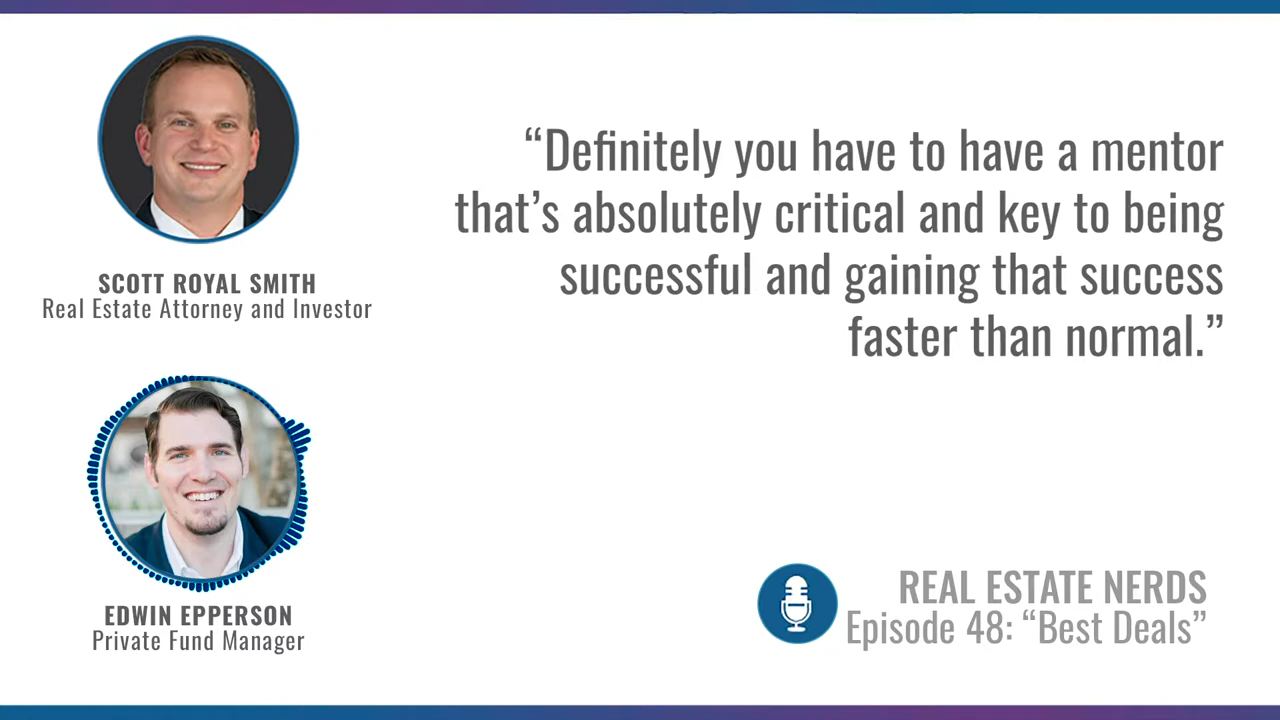 SCOTT ROYAL SMITH
Real Estate Attorney and Investor
“Definitely you have to have a mentor
that’s absolutely critical and key to being
successful and gaining that success
faster than normal.”
EDWIN EPPERSON
Private Fund Manager
REAL ESTATE NERDS
Episode 48: “Best Deals”